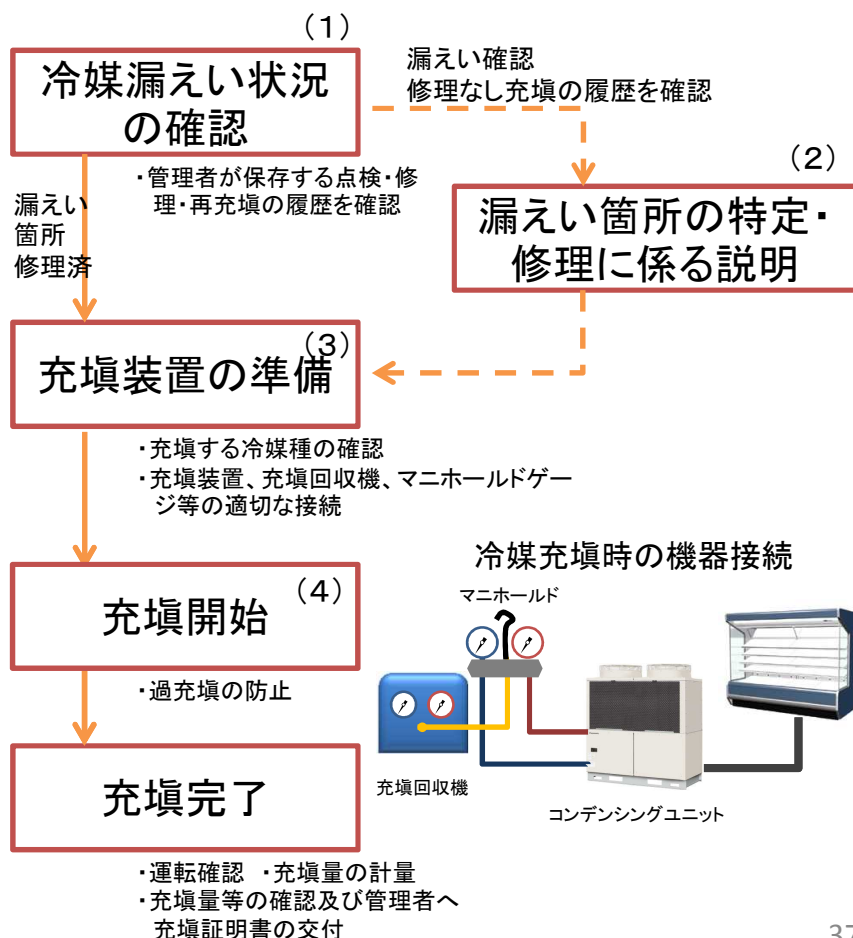 (1)
冷媒漏えい状況
の確認
漏えい確認
修理なし充塡の履歴を確認
・管理者が保存する点検・修
理・再充塡の履歴を確認
漏えい
箇所
修理済
(2)
漏えい箇所の特定・
修理に係る説明
(3)
充塡装置の準備
・充塡する冷媒種の確認
・充塡装置、充塡回収機、マニホールドゲー
ジ等の適切な接続
(4)
充塡開始
・過充塡の防止
充塡完了
・運転確認 ・充塡量の計量
・充塡量等の確認及び管理者へ
充塡証明書の交付
冷媒充塡時の機器接続
マニホールド
充塡回収機
コンデンシングユニット
37